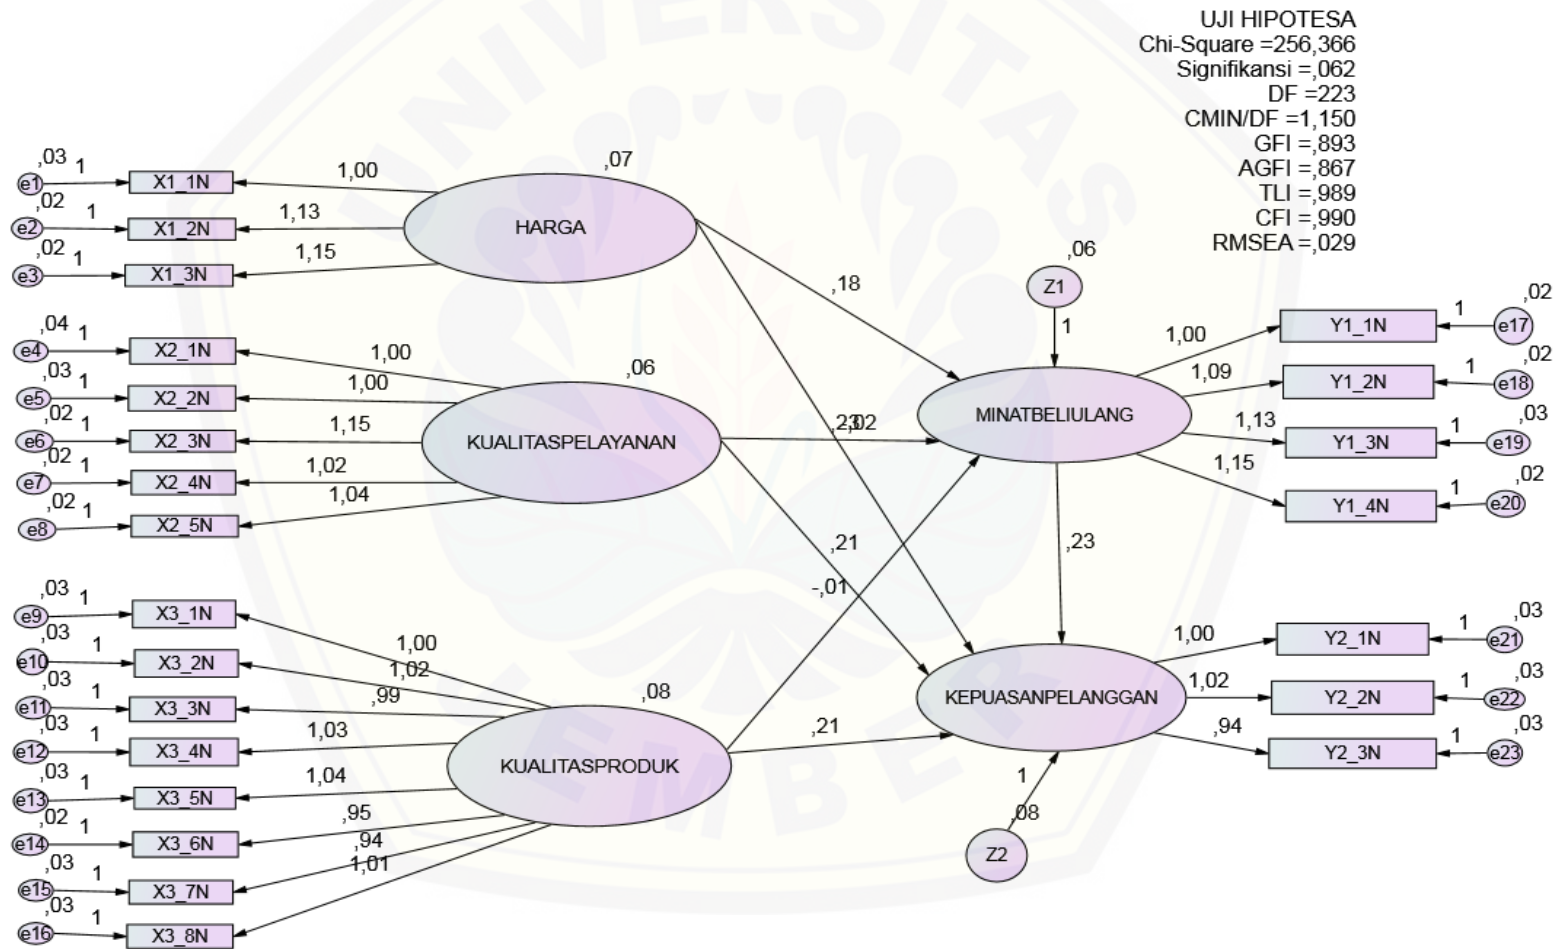 UNIVERSITAS
UJI HIPOTESA
Chi-Square =256,366
Signifikansi =,062
DF =223
CMIN/DF =1,150
GFI =,893
AGFI =,867
TLI =,989
CFI =,990
RMSEA =,029
,03
e1
1
X1_1N
1,00
,02
e2
1
X1_2N
1,13
,02
e3
1
X1_3N
1,15
,07
HARGA
,04
e4
1
X2_1N
1,00
,03
e5
1
X2_2N
1,00
,02
e6
1
X2_3N
1,15
,02
e7
1
X2_4N
1,02
,02
e8
1
X2_5N
1,04
,06
KUALITASPELAYANAN
,03
e9
1
X3_1N
1,00
,03
e10
1
X3_2N
1,02
,03
e11
1
X3_3N
,99
,03
e12
1
X3_4N
1,03
,03
e13
1
X3_5N
1,04
,02
e14
1
X3_6N
,95
,03
e15
1
X3_7N
,94
,03
e16
1
X3_8N
1,01
,08
KUALITASPRODUK
,18
,21
-,01
,21
,23
,06
Z1
1
MINATBELIULANG
1,00
Y1_1N
1
,02
e17
1,09
Y1_2N
1
,02
e18
1,13
Y1_3N
1
,03
e19
1,15
Y1_4N
1
,02
e20
KEPUASANPELANGGAN
1,00
Y2_1N
1
,03
e21
1,02
Y2_2N
1
,03
e22
,94
Y2_3N
1
,03
e23
1
,08
Z2
JEMBER